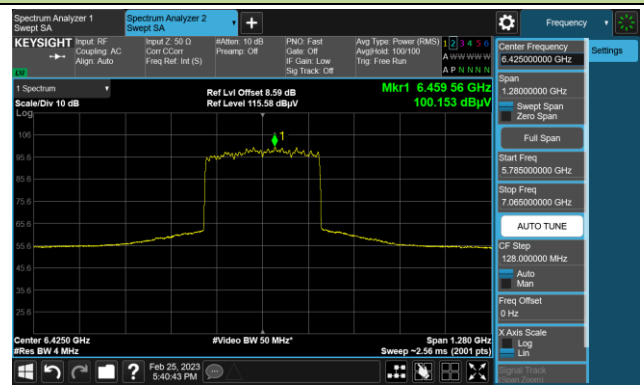 Spectrum Analyzer 1
Swept SA
Spectrum Analyzer 2
Swept SA
Frequency
KEYSIGHT
Input: RF
Coupling: AC
Align: Auto
Input Z: 50 Ω
Corr CCorr
Freq Ref: Int (S)
#Atten: 10 dB
Preamp: Off
PNO: Fast
Gate: Off
IF Gain: Low
Sig Track: Off
Avg Type: Power (RMS)
Avg|Hold: 100/100
Trig: Free Run
1 2 3 4 5 6
A W W W W W
A P N N N N
LU
1 Spectrum
Scale/Div 10 dB
Log
Ref Lvl Offset 8.59 dB
Ref Level 115.58 dBµV
Mkr1 6.459 56 GHz
100.153 dBµV
1
106
95.6
85.6
75.6
65.6
55.6
45.6
35.6
25.6
Center 6.4250 GHz
#Res BW 4 MHz
#Video BW 50 MHz*
Span 1.280 GHz
Sweep ~2.56 ms (2001 pts)
Feb 25, 2023
5:40:43 PM
Center Frequency
6.425000000 GHz
Settings
Span
1.28000000 GHz
Swept Span
Zero Span
Full Span
Start Freq
5.785000000 GHz
Stop Freq
7.065000000 GHz
AUTO TUNE
CF Step
128.000000 MHz
Auto
Man
Freq Offset
0 Hz
X Axis Scale
Log
Lin
Signal Track
(Span Zoom)